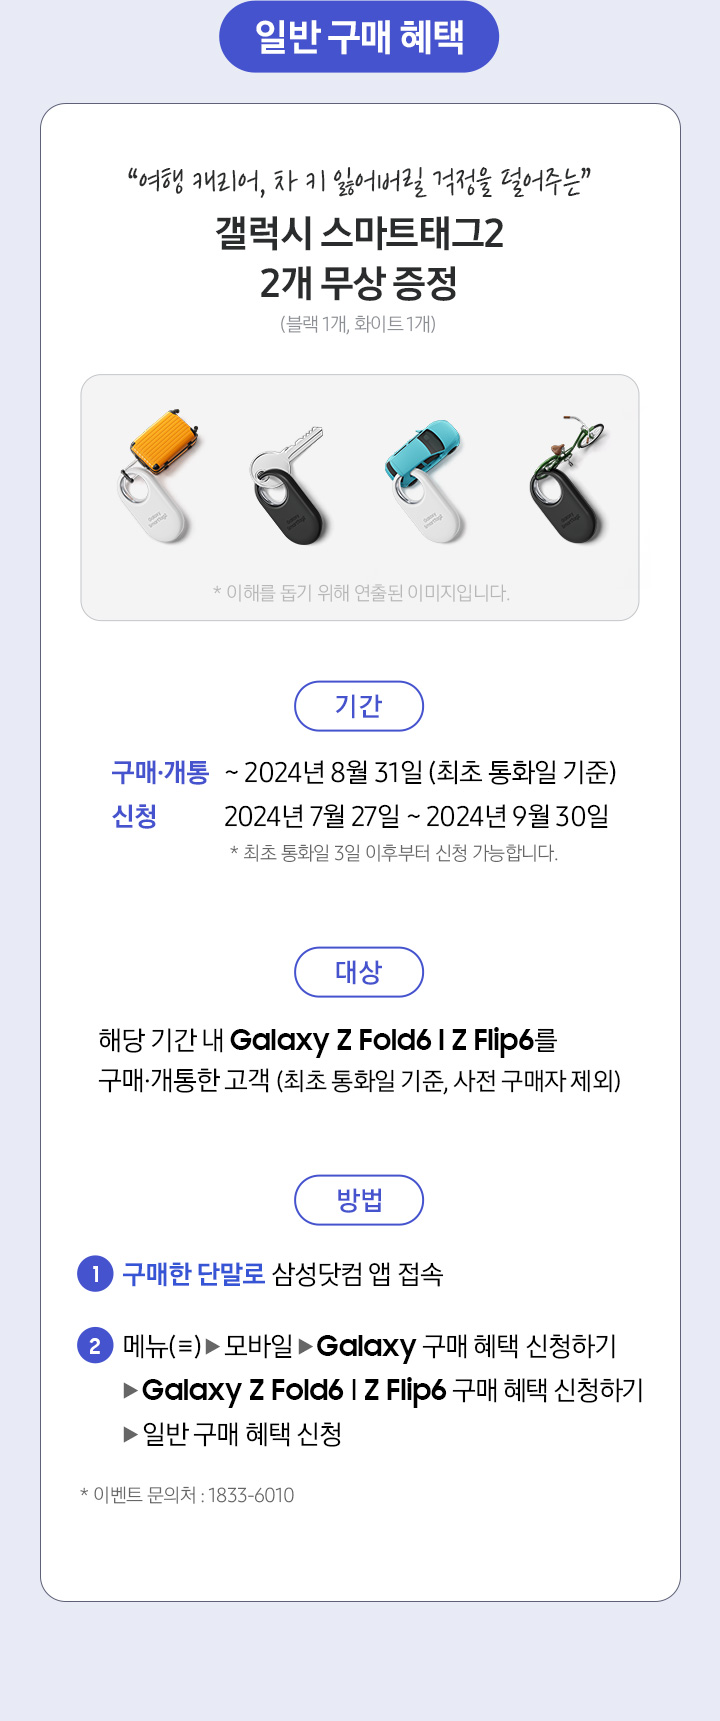 일반 구매 혜택
“여행 캐리어, 차 키 잃어버릴 걱정을 덜어주는”
갤럭시 스마트태그2
2개 무상 증정
(블랙 1개, 화이트 1개)
Galaxy
SmartTag2
Galaxy
SmartTag2
Galaxy
SmartTag2
Galaxy
SmartTag2
* 이해를 돕기 위해 연출된 이미지입니다.
기간
구매·개통 ~ 2024년 8월 31일 (최초 통화일 기준)
신청 2024년 7월 27일 ~ 2024년 9월 30일
* 최초 통화일 3일 이후부터 신청 가능합니다.
대상
해당 기간 내 Galaxy Z Fold6 l Z Flip6를
구매·개통한 고객 (최초 통화일 기준, 사전 구매자 제외)
방법
1 구매한 단말로 삼성닷컴 앱 접속
2 메뉴(≡) ▶ 모바일 ▶ Galaxy 구매 혜택 신청하기
▶ Galaxy Z Fold6 l Z Flip6 구매 혜택 신청하기
▶ 일반 구매 혜택 신청
* 이벤트 문의처 : 1833-6010